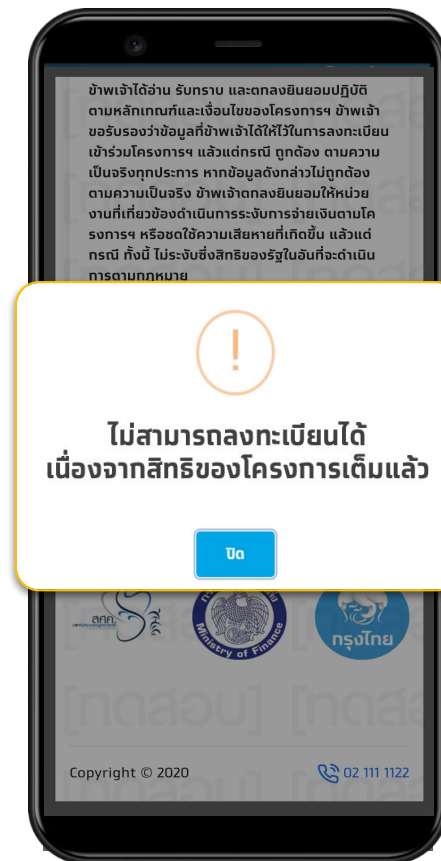 ข้าพเจ้าได้อ่าน รับทราบ และตกลงยินยอมปฏิบัติ
ตามหลักเกณฑ์และเงื่อนไขของโครงการฯ ข้าพเจ้า
ขอรับรองว่าข้อมูลที่ข้าพเจ้าได้ให้ไว้ในการลงทะเบียน
เข้าร่วมโครงการฯ แล้วแต่กรณี ถูกต้อง ตามความ
เป็นจริงทุกประการ หากข้อมูลดังกล่าวไม่ถูกต้อง
ตามความเป็นจริง ข้าพเจ้าตกลงยินยอมให้หน่วย
งานที่เกี่ยวข้องดำเนินการระงับการจ่ายเงินตามโค
รงการฯ หรือชดใช้ความเสียหายที่เกิดขึ้น แล้วแต่
กรณี ทั้งนี้ ไม่ระงับซึ่งสิทธิของรัฐในอันที่จะดำเนิน
การตามกฎหมาย
!
ไม่สามารถลงทะเบียนได้
เนื่องจากสิทธิของโครงการเต็มแล้ว
ปิด
สศค.
Ministry of Finance
กรุงไทย
[ทดสอบ]
Copyright © 2020
02 111 1122